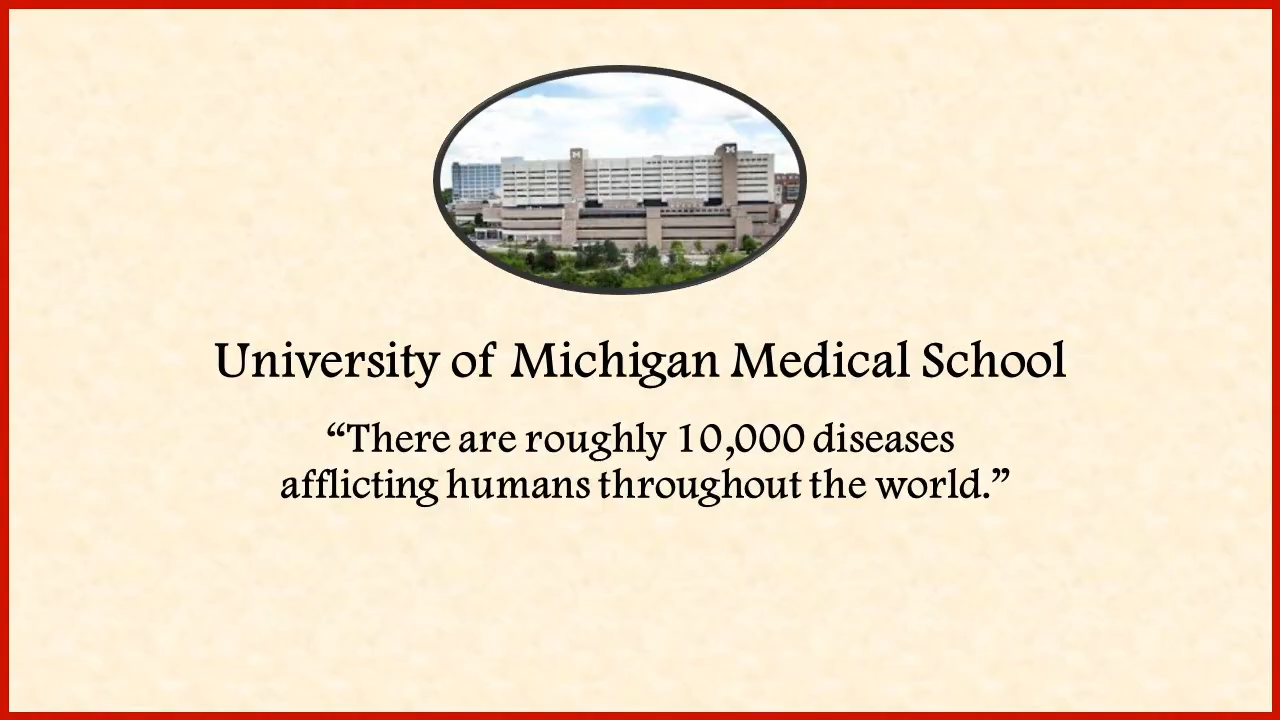 University of Michigan Medical School
“There are roughly 10,000 diseases
afflicting humans throughout the world.”